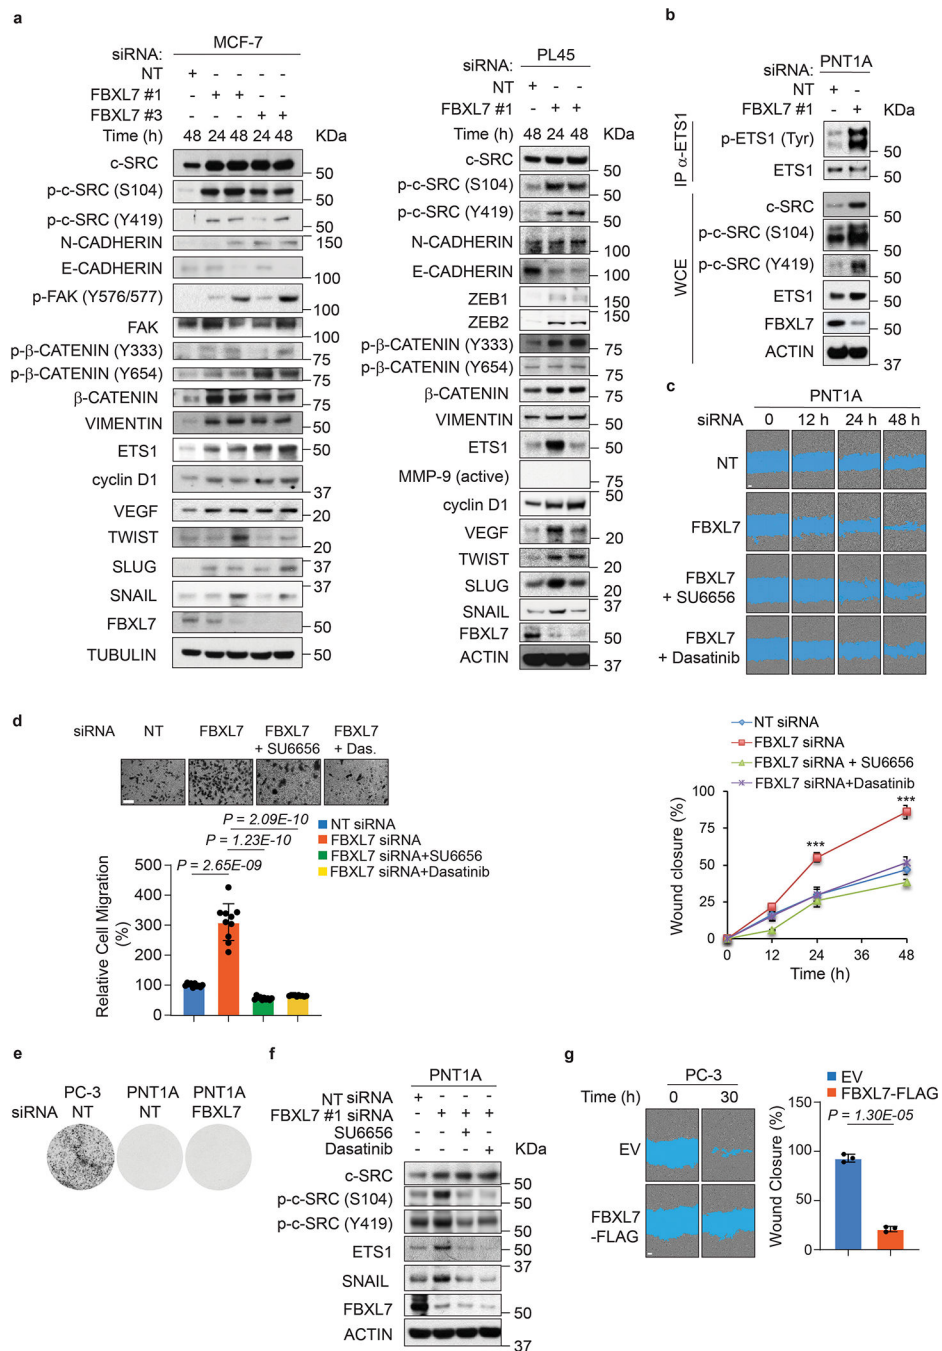 a
MCF-7
siRNA:
NT + - - - -
FBXL7 #1 - + + - -
FBXL7 #3 - - - + +
Time (h) 48 24 48 24 48 KDa
c-SRC 50
p-c-SRC (S104) 50
p-c-SRC (Y419) 50
N-CADHERIN 150
E-CADHERIN 100
p-FAK (Y576/577) 100
FAK 100
p-β-CATENIN (Y333) 75
p-β-CATENIN (Y654) 75
β-CATENIN 75
VIMENTIN 50
ETS1 50
cyclin D1 37
VEGF 20
TWIST 20
SLUG 37
SNAIL 37
FBXL7 50
TUBULIN 50
PL45
siRNA:
NT + - -
FBXL7 #1 - + +
Time (h) 48 24 48 KDa
c-SRC 50
p-c-SRC (S104) 50
p-c-SRC (Y419) 50
N-CADHERIN 100
E-CADHERIN 100
ZEB1 150
ZEB2 150
p-β-CATENIN (Y333) 75
p-β-CATENIN (Y654) 75
β-CATENIN 75
VIMENTIN 50
ETS1 50
MMP-9 (active) 75
cyclin D1 50
VEGF 20
TWIST 20
SLUG 20
SNAIL 37
FBXL7 50
ACTIN 37
b
siRNA: PNT1A
NT + -
FBXL7 #1 - + KDa
IP α-ETS1
p-ETS1 (Tyr) 50
ETS1 50
WCE
c-SRC 50
p-c-SRC (S104) 50
p-c-SRC (Y419) 50
ETS1 50
FBXL7 50
ACTIN 37
c
PNT1A
siRNA 0 12 h 24 h 48 h
NT
FBXL7
FBXL7
+ SU6656
FBXL7
+ Dasatinib
NT siRNA
FBXL7 siRNA
FBXL7 siRNA + SU6656
FBXL7 siRNA+Dasatinib
Wound closure (%)
100
75
50
25
0
*** ***
0 12 24 36 48
Time (h)
d
siRNA NT FBXL7 FBXL7 FBXL7
+ SU6656 + Das.
P = 2.09E-10
P = 1.23E-10
P = 2.65E-09
NT siRNA
FBXL7 siRNA
FBXL7 siRNA+SU6656
FBXL7 siRNA+Dasatinib
Relative Cell Migration
(%)
500
400
300
200
100
0
e
PC-3 PNT1A PNT1A
siRNA NT NT FBXL7
f
PNT1A
NT siRNA + - - -
FBXL7 #1 siRNA - + + +
SU6656 - - + -
Dasatinib - - - + KDa
c-SRC 50
p-c-SRC (S104) 50
p-c-SRC (Y419) 50
ETS1 50
SNAIL 37
FBXL7 50
ACTIN 37
g
PC-3
Time (h) 0 30
EV
FBXL7
-FLAG
EV
FBXL7-FLAG
P = 1.30E-05
Wound Closure (%)
100
50
0